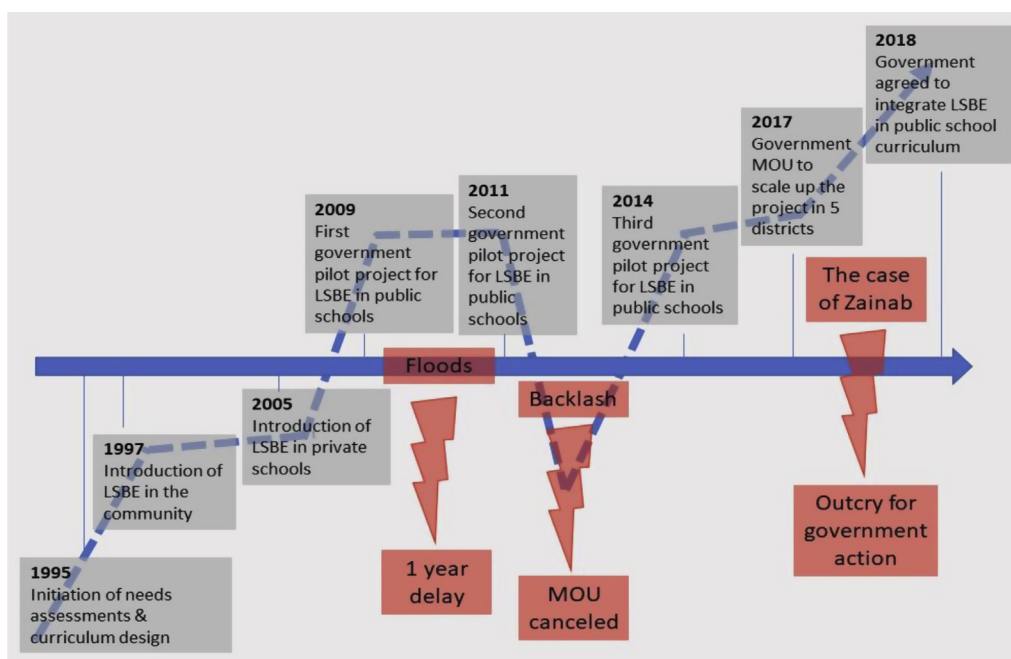 2018
Government
agreed to
integrate LSBE
in public school
curriculum
2017
Government
MOU to
scale up the
project in 5
districts
2014
Third
government
pilot project
for LSBE in
public schools
2011
Second
government
pilot project
for LSBE in
public
schools
2009
First
government
pilot project for
LSBE in public
schools
The case
of Zainab
Floods
Backlash
2005
Introduction of
LSBE in private
schools
1997
Introduction of
LSBE in the
community
1995
Initiation of needs
assessments &
curriculum design
1 year
delay
MOU
canceled
Outcry for
government
action